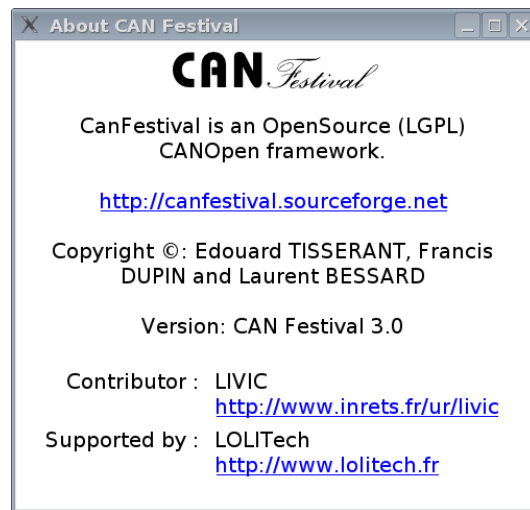 About CAN Festival
CAN Festival
CanFestival is an OpenSource (LGPL)
CANOpen framework.
http://canfestival.sourceforge.net
Copyright ©: Edouard TISSERANT, Francis
DUPIN and Laurent BESSARD
Version: CAN Festival 3.0
Contributor : LIVIC
http://www.inrets.fr/ur/livic
Supported by : LOLITech
http://www.lolitech.fr